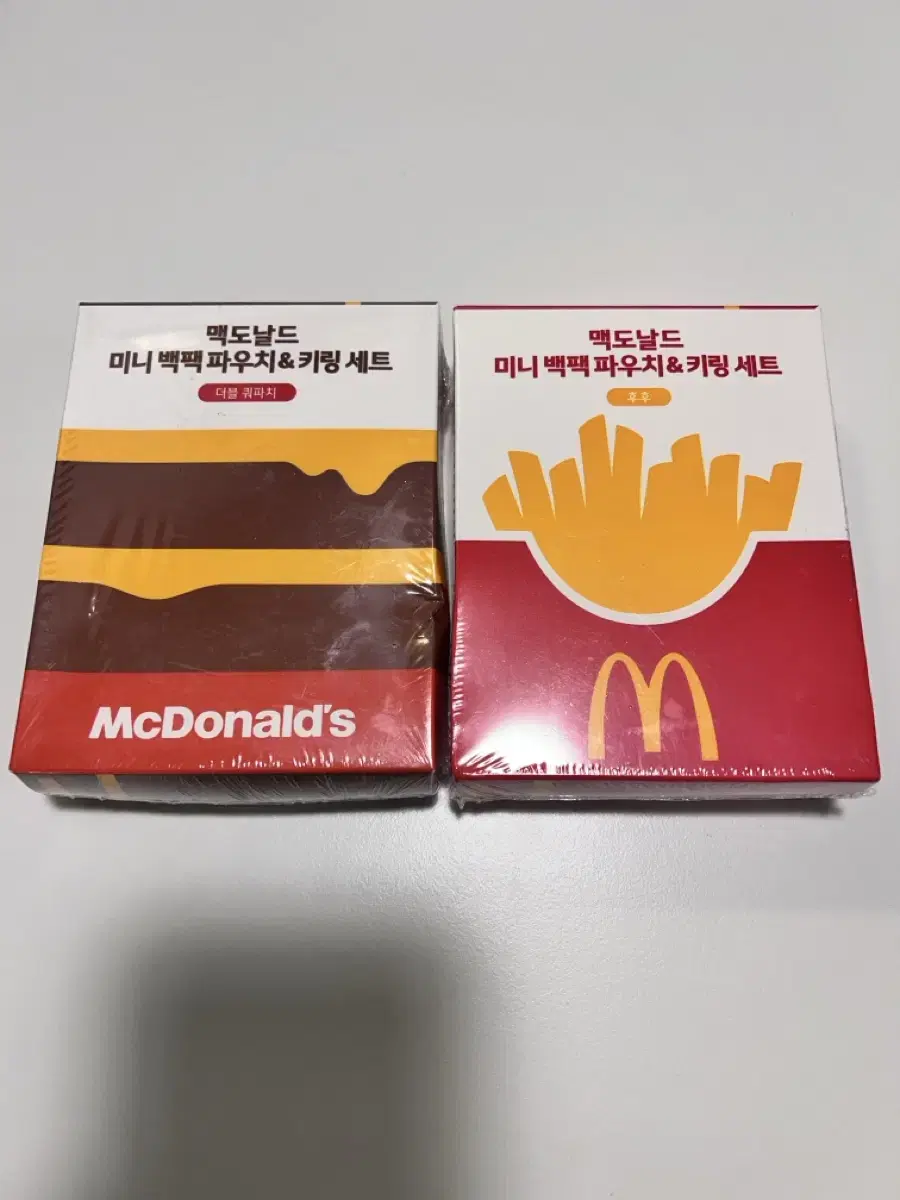 맥도날드
미니 백팩 파우치&키링 세트
더블 쿼파치
McDonald's
맥도날드
미니 백팩 파우치&키링 세트
후후